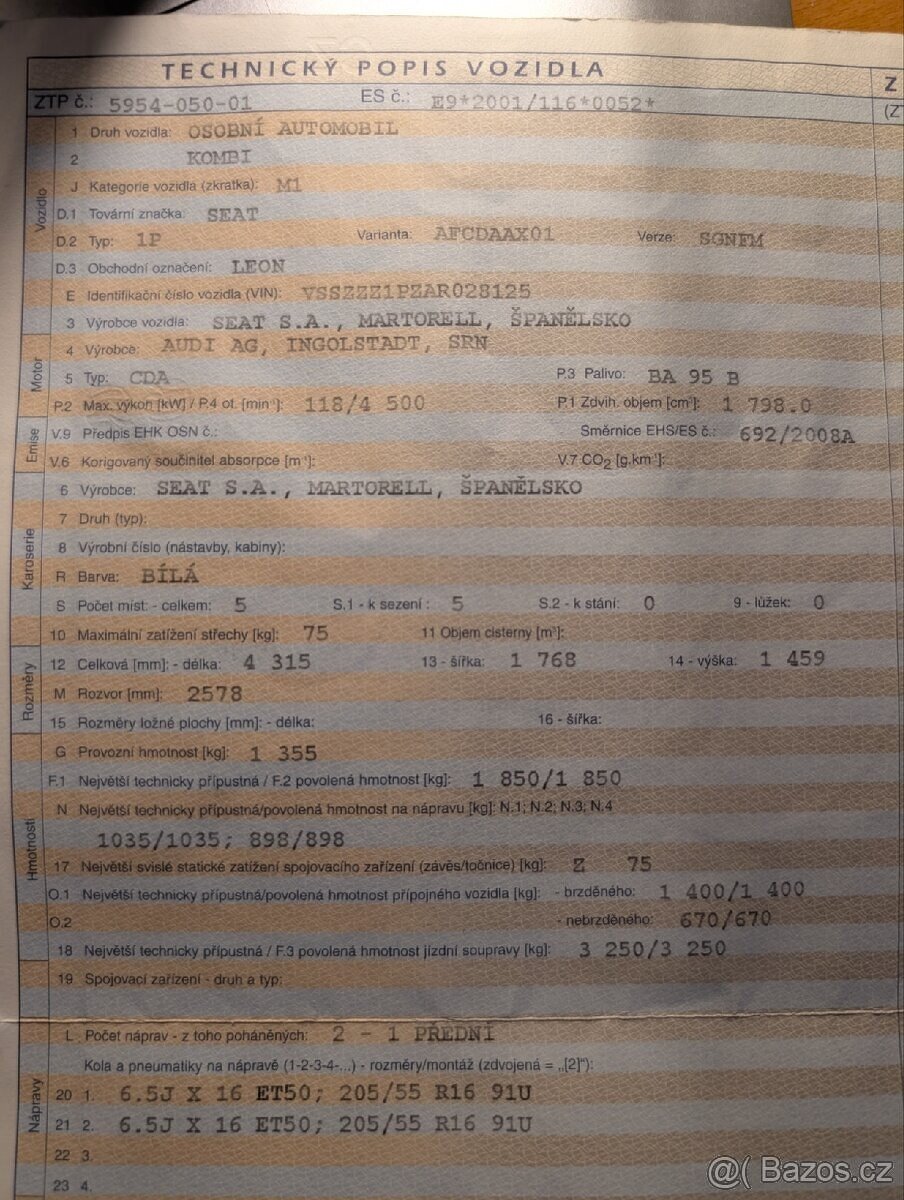 TECHNICKÝ POPIS VOZIDLA
Z
ZTP č.: 5954-050-01 ES č.: E9*2001/116*0052*
(Z
Vozidlo
1 Druh vozidla: OSOBNÍ AUTOMOBIL
2 KOMBI
J Kategorie vozidla (zkratka): M1
D.1 Tovární značka: SEAT
D.2 Typ: 1P Varianta: AFCDAAX01 Verze: SGNFM
D.3 Obchodní označení: LEON
E Identifikační číslo vozidla (VIN): VSSZZZ1PZAR028125
3 Výrobce vozidla: SEAT S.A., MARTORELL, ŠPANĚLSKO
Motor
4 Výrobce: AUDI AG, INGOLSTADT, SRN
5 Typ: CDA P.3 Palivo: BA 95 B
P.2 Max. výkon [kW] / P.4 ot. [min⁻¹]: 118/4 500 P.1 Zdvih. objem [cm³]: 1 798.0
Emise
V.9 Předpis EHK OSN č.: Směrnice EHS/ES č.: 692/2008A
V.6 Korigovaný součinitel absorpce [m⁻¹]: V.7 CO₂ [g.km⁻¹]:
Karoserie
6 Výrobce: SEAT S.A., MARTORELL, ŠPANĚLSKO
7 Druh (typ):
8 Výrobní číslo (nástavby, kabiny):
R Barva: BÍLÁ
S Počet míst: - celkem: 5 S.1 - k sezení : 5 S.2 - k stání: 0 9 - lůžek: 0
10 Maximální zatížení střechy [kg]: 75 11 Objem cisterny [m³]:
Rozměry
12 Celková [mm]: - délka: 4 315 13 - šířka: 1 768 14 - výška: 1 459
M Rozvor [mm]: 2578
15 Rozměry ložné plochy [mm]: - délka: 16 - šířka:
Hmotnosti
G Provozní hmotnost [kg]: 1 355
F.1 Největší technicky přípustná / F.2 povolená hmotnost [kg]: 1 850/1 850
N Největší technicky přípustná/povolená hmotnost na nápravu [kg]: N.1; N.2; N.3; N.4
1035/1035; 898/898
17 Největší svislé statické zatížení spojovacího zařízení (závěs/točnice) [kg]: Z 75
O.1 Největší technicky přípustná/povolená hmotnost přípojného vozidla [kg]: - brzděného: 1 400/1 400
O.2 - nebrzděného: 670/670
18 Největší technicky přípustná / F.3 povolená hmotnost jízdní soupravy [kg]: 3 250/3 250
19 Spojovací zařízení - druh a typ:
Nápravy
L Počet náprav - z toho poháněných: 2 - 1 PŘEDNÍ
Kola a pneumatiky na nápravě (1-2-3-4-...) - rozměry/montáž (zdvojená = „[2]"):
20 1. 6.5J X 16 ET50; 205/55 R16 91U
21 2. 6.5J X 16 ET50; 205/55 R16 91U
22 3.
23 4.
@( Bazos.cz